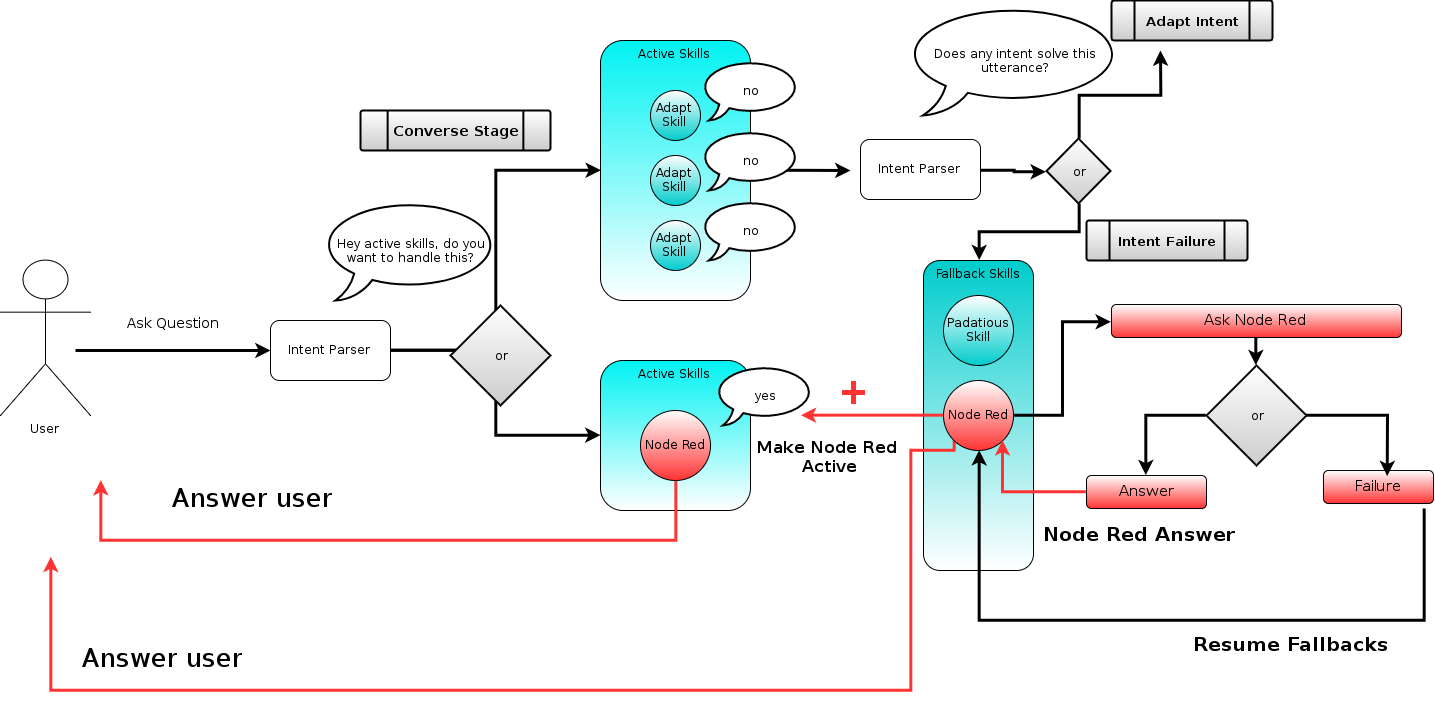 Adapt Intent
Does any intent solve this
utterance?
Active Skills
no
Adapt
Skill
Converse Stage
no
Adapt
Skill
Intent Parser
or
no
Adapt
Skill
Hey active skills, do you
want to handle this?
Intent Failure
Fallback Skills
Ask Question
Padatious
Skill
Ask Node Red
Intent Parser
or
Active Skills
yes
Node Red
or
User
Node Red
Make Node Red
Active
Answer
Failure
Answer user
Node Red Answer
Resume Fallbacks
Answer user